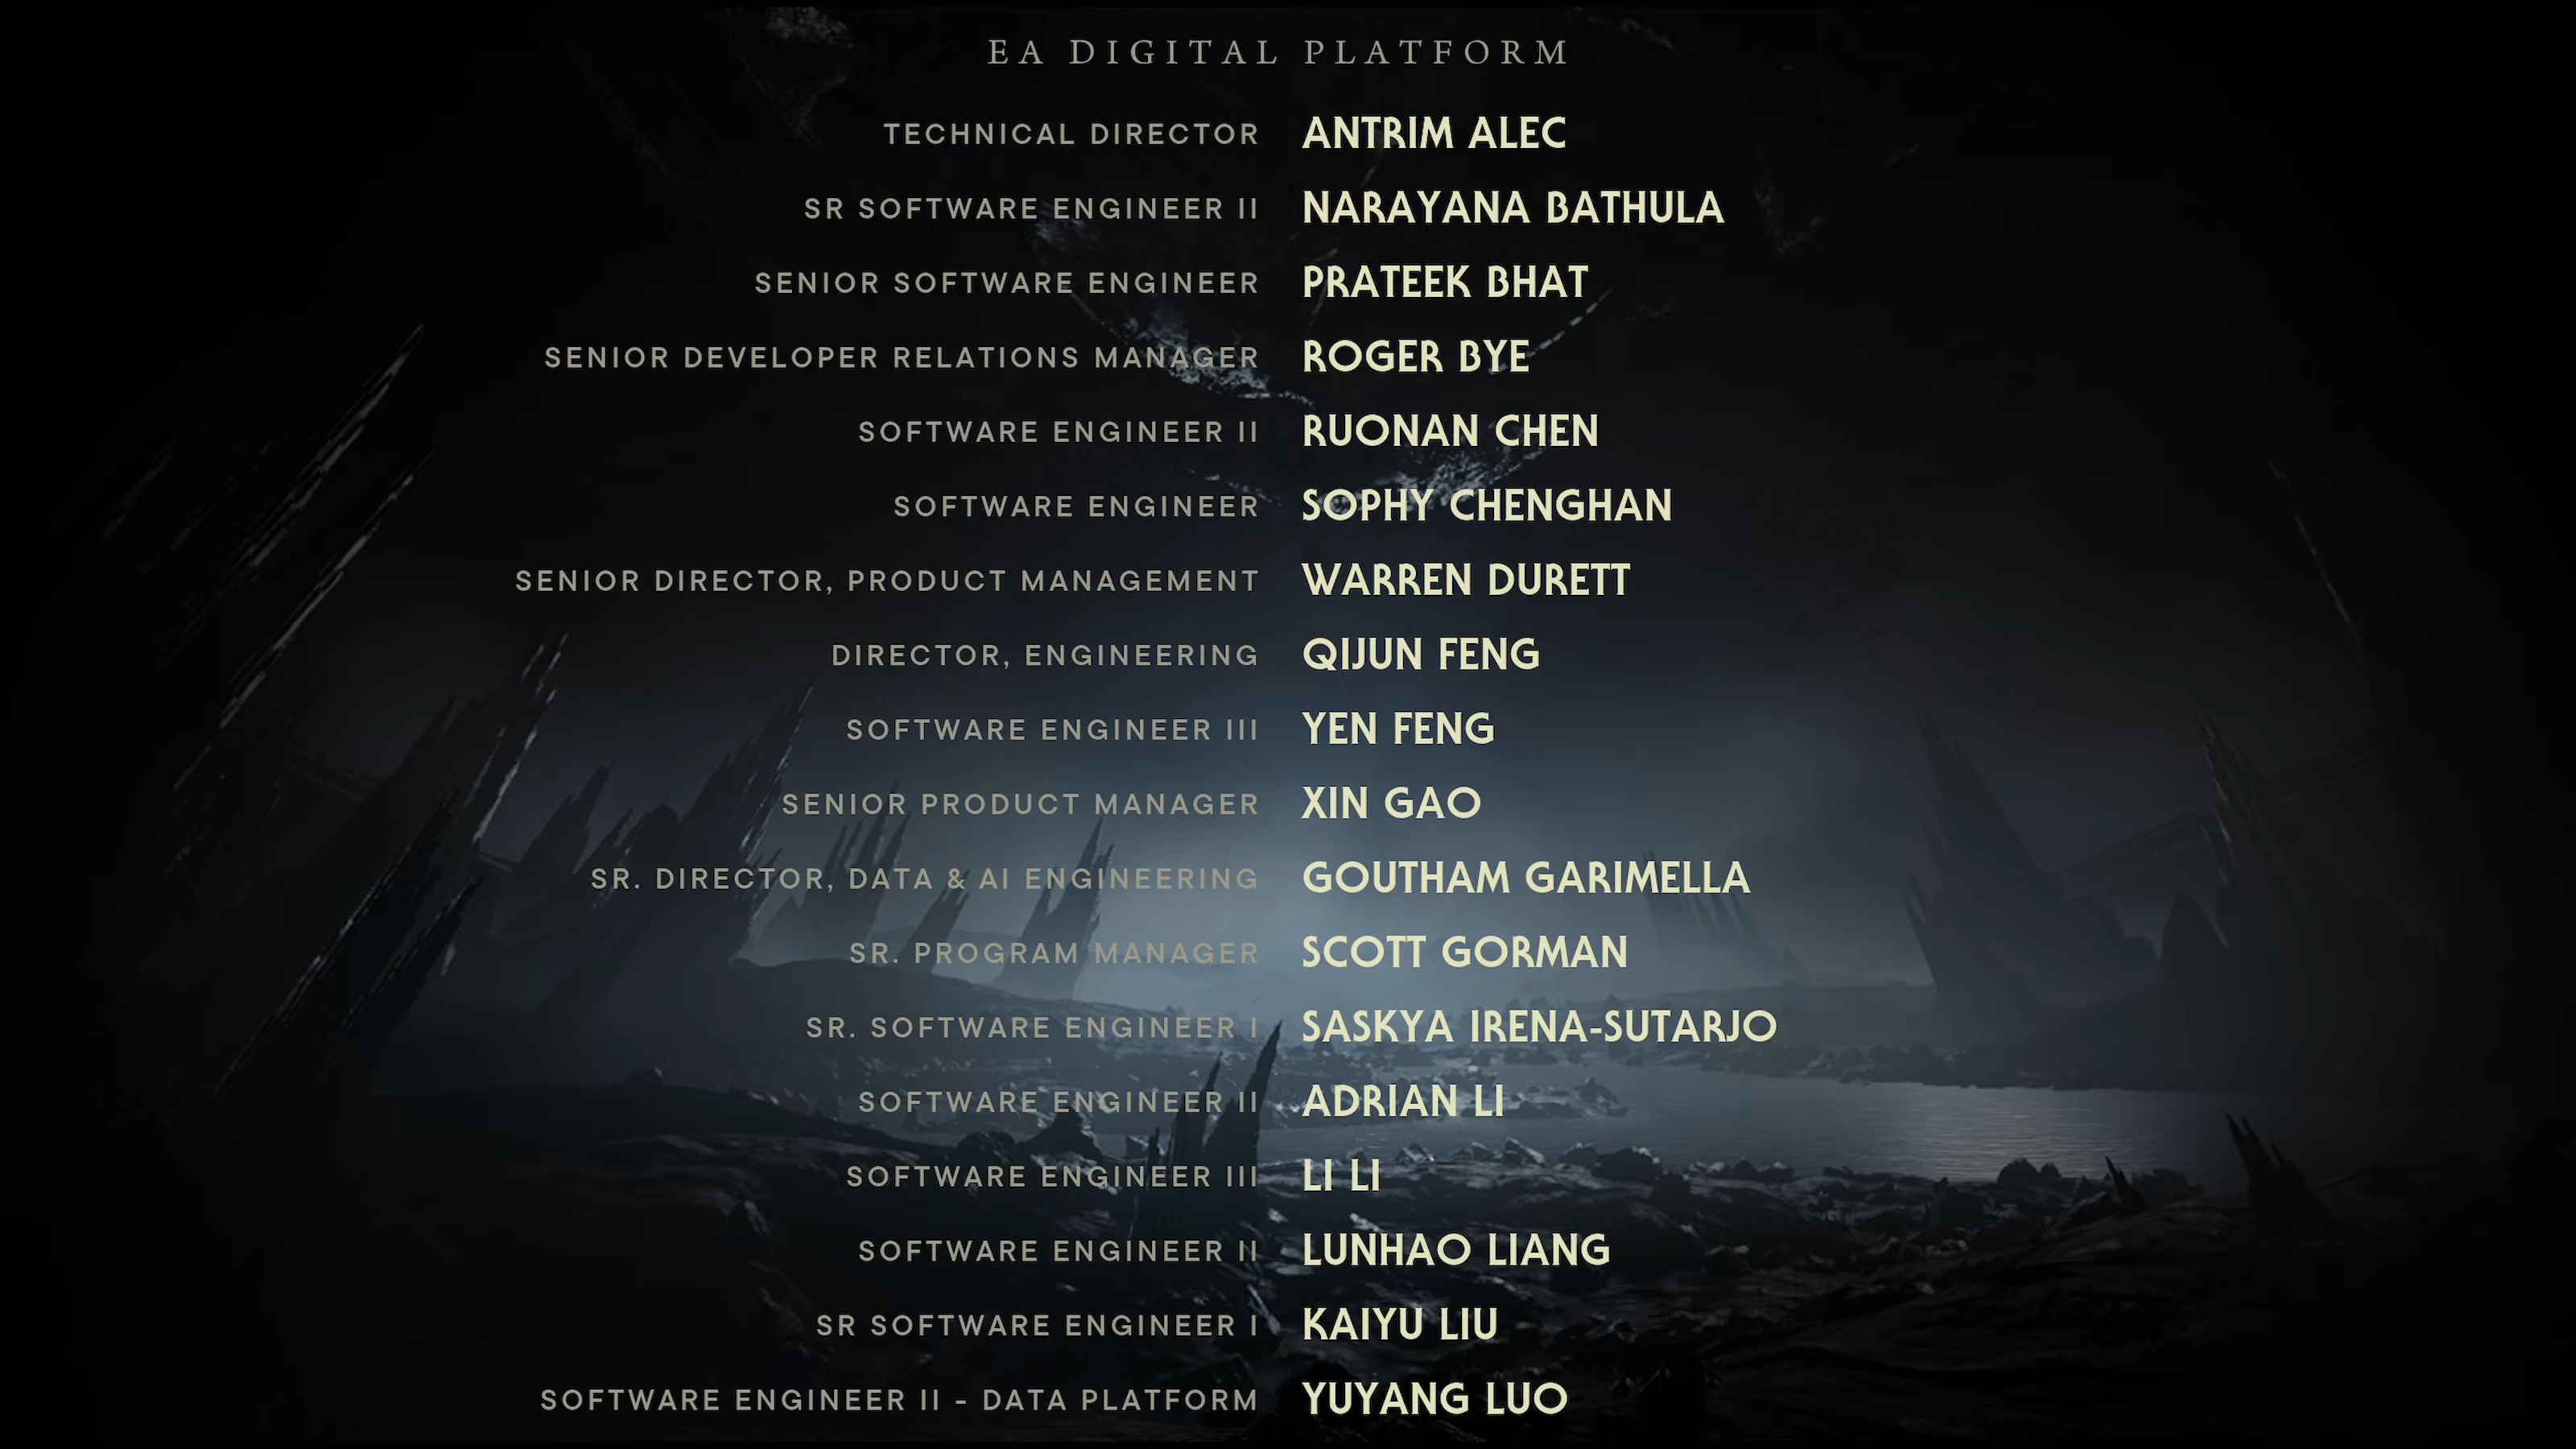 EA DIGITAL PLATFORM
TECHNICAL DIRECTOR ANTRIM ALEC
SR SOFTWARE ENGINEER II NARAYANA BATHULA
SENIOR SOFTWARE ENGINEER PRATEEK BHAT
SENIOR DEVELOPER RELATIONS MANAGER ROGER BYE
SOFTWARE ENGINEER II RUONAN CHEN
SOFTWARE ENGINEER SOPHY CHENGHAN
SENIOR DIRECTOR, PRODUCT MANAGEMENT WARREN DURETT
DIRECTOR, ENGINEERING QIJUN FENG
SOFTWARE ENGINEER III YEN FENG
SENIOR PRODUCT MANAGER XIN GAO
SR. DIRECTOR, DATA & AI ENGINEERING GOUTHAM GARIMELLA
SR. PROGRAM MANAGER SCOTT GORMAN
SR. SOFTWARE ENGINEER I SASKYA IRENA-SUTARJO
SOFTWARE ENGINEER II ADRIAN LI
SOFTWARE ENGINEER III LI LI
SOFTWARE ENGINEER II LUNHAO LIANG
SR SOFTWARE ENGINEER I KAIYU LIU
SOFTWARE ENGINEER II - DATA PLATFORM YUYANG LUO